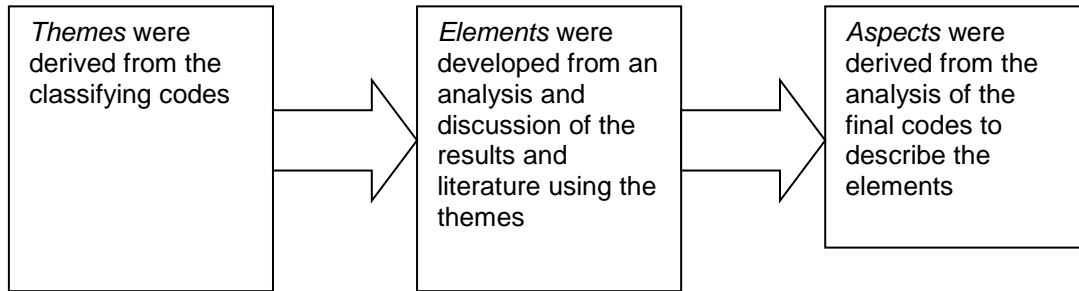 Themes were
derived from the
classifying codes
Elements were
developed from an
analysis and
discussion of the
results and
literature using the
themes
Aspects were
derived from the
analysis of the
final codes to
describe the
elements